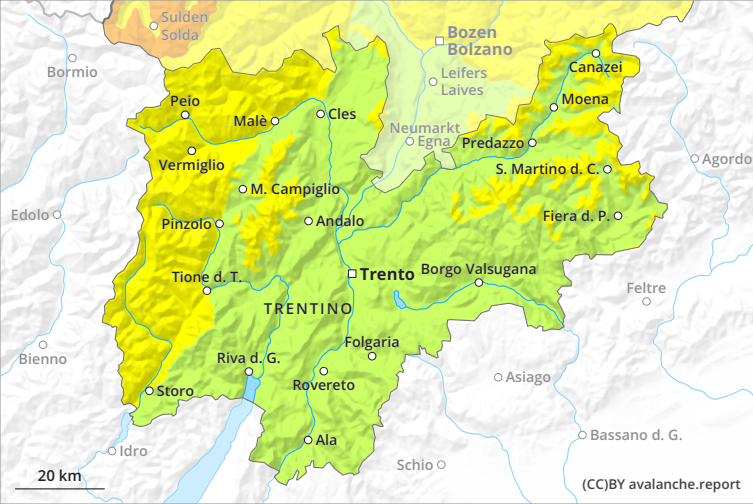 Sulden
Solda
Bozen
Bolzano
Canazei
Bormio
Leifers
Laives
Peio
Moena
Malè
Cles
Neumarkt
Egna
Predazzo
Vermiglio
Agordo
S. Martino d. C.
M. Campiglio
Edolo
Pinzolo
Andalo
Fiera d. P.
Trento
Borgo Valsugana
Tione d. T.
Feltre
TRENTINO
Folgaria
Bienno
Riva d. G.
Asiago
Rovereto
Storo
Ala
Bassano d. G.
Idro
Schio
20 km
(CC)BY avalanche.report